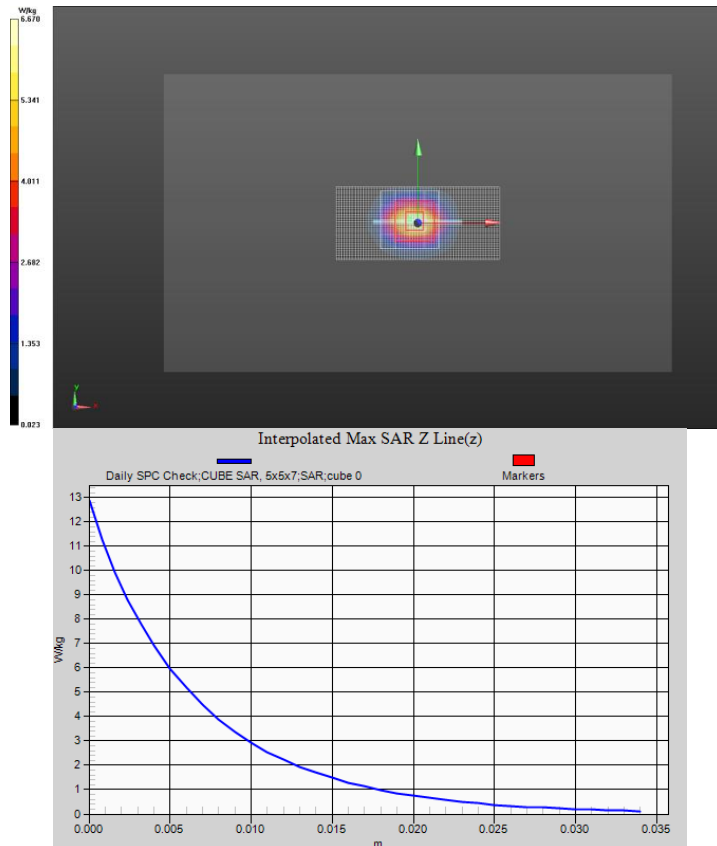 W/kg
6.670
5.341
4.011
2.682
1.353
0.023
y
x
Interpolated Max SAR Z Line(z)
Daily SPC Check;CUBE SAR, 5x5x7;SAR;cube 0
Markers
13
12
11
10
9
8
7
6
5
4
3
2
1
0
W/kg
0.000 0.005 0.010 0.015 0.020 0.025 0.030 0.035
m